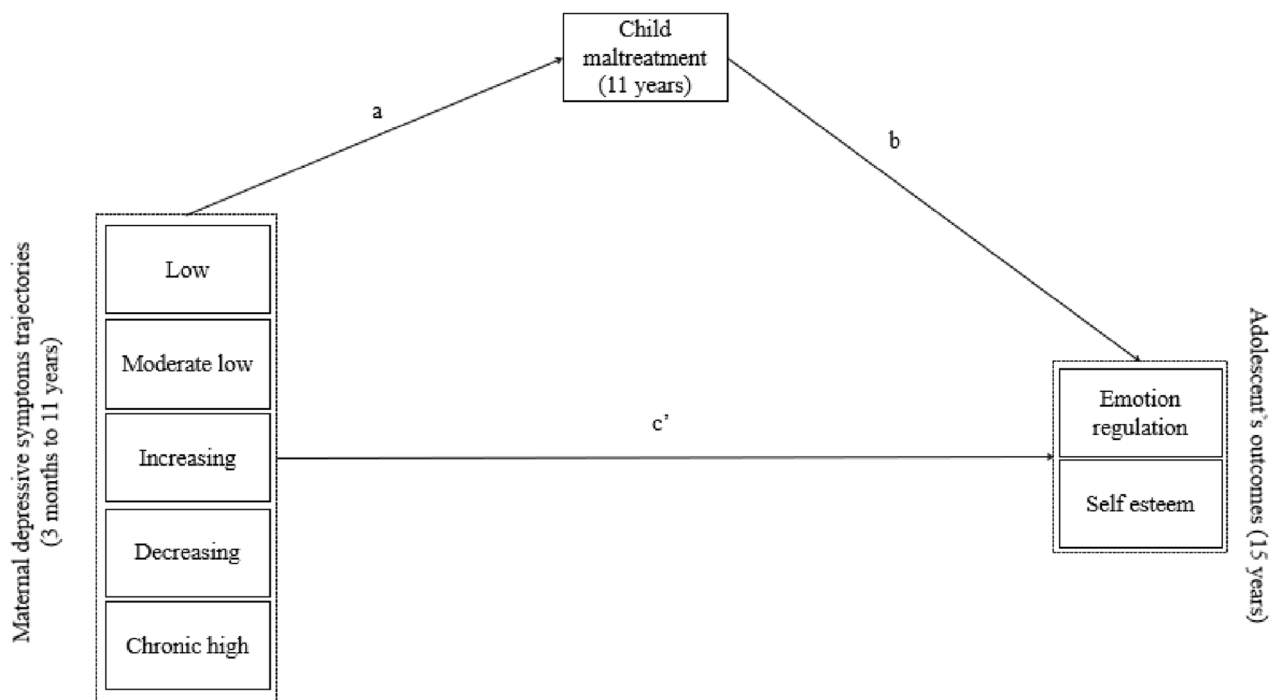 Child
maltreatment
(11 years)
a
b
Maternal depressive symptoms trajectories
(3 months to 11 years)
Low
Moderate low
Increasing
Decreasing
Chronic high
c’
Emotion
regulation
Self esteem
Adolescent’s outcomes (15 years)